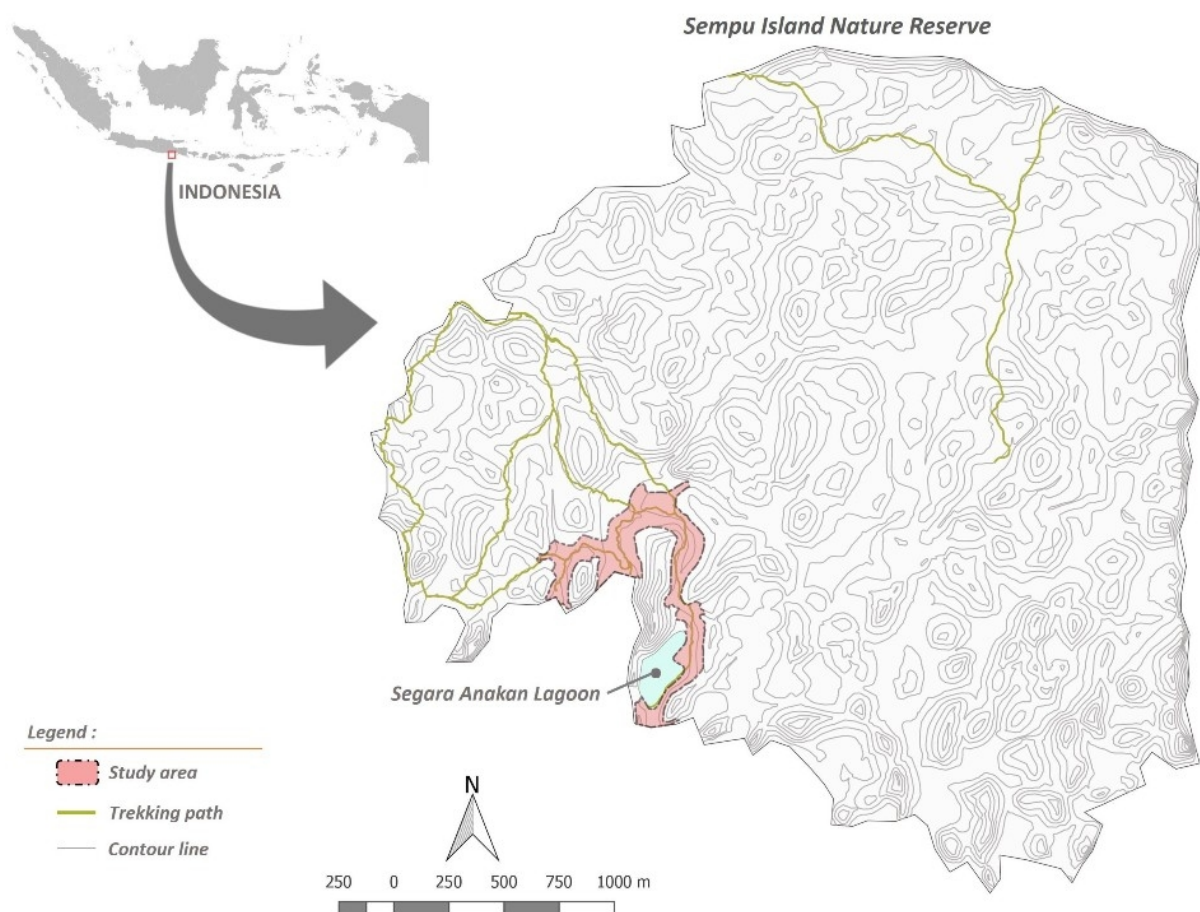 Sempu Island Nature Reserve
INDONESIA
Segara Anakan Lagoon
Legend :
Study area
Trekking path
Contour line
N
250 0 250 500 750 1000 m